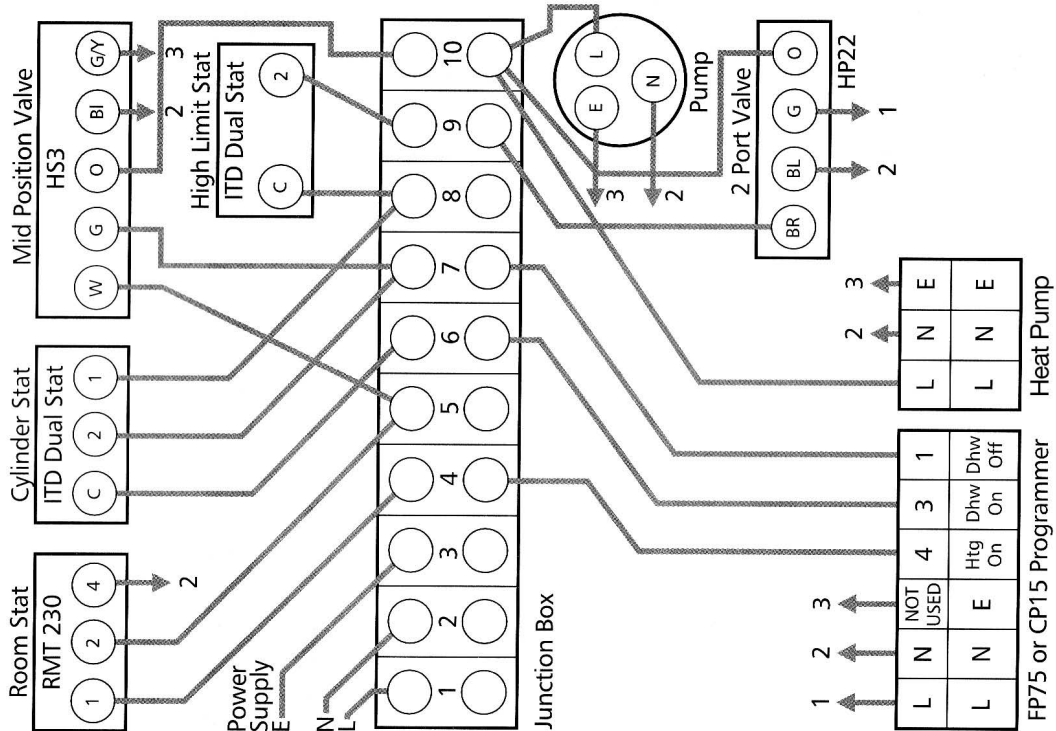 Room Stat
RMT 230
1 2 4
2
Cylinder Stat
ITD Dual Stat
C 2 1
Mid Position Valve
HS3
W G O Bl G/Y
2 3
High Limit Stat
ITD Dual Stat
C 2
Power
Supply
E
N
L
1 2 3 4 5 6 7 8 9 10
Junction Box
L
E N
Pump
3 2
2 Port Valve
BR BL G O
HP22
2 1
1 2 3
L N NOT
USED 4 3 1
L N E Htg
On Dhw
On Dhw
Off
FP75 or CP15 Programmer
2 3
L N E
L N E
Heat Pump